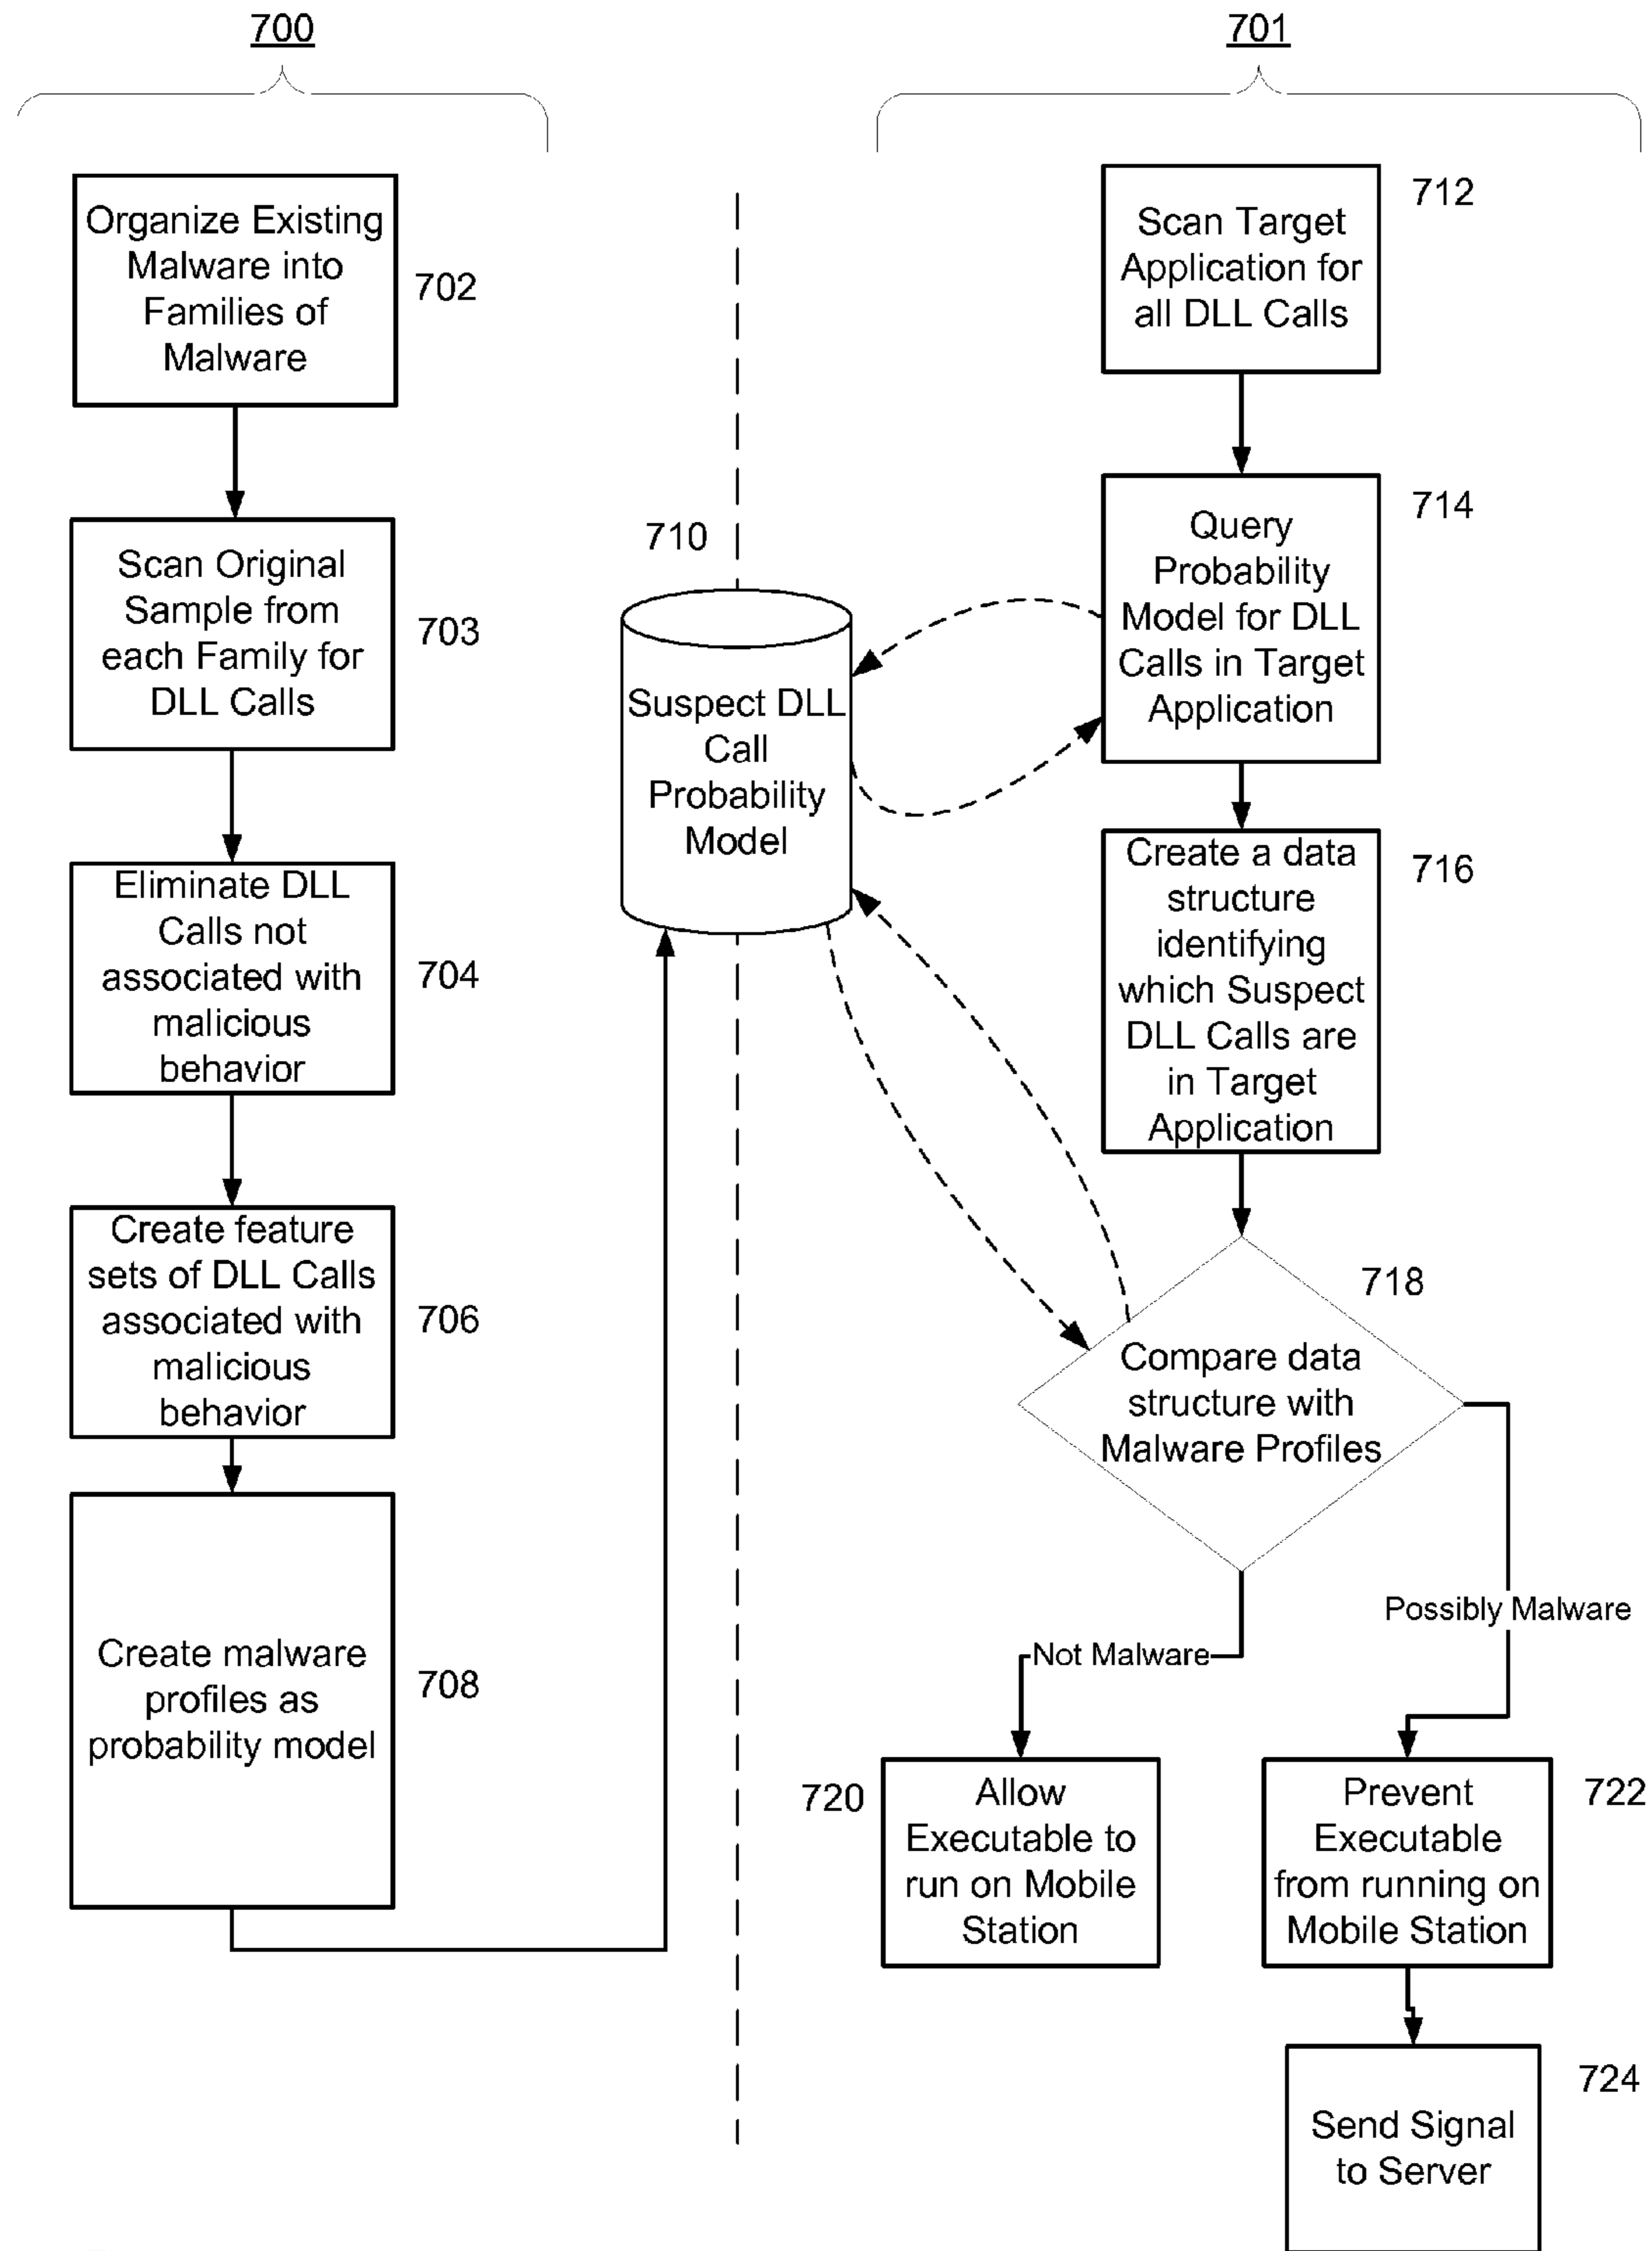 700
701
Organize Existing
Malware into
Families of
Malware
702
Scan Original
Sample from
each Family for
DLL Calls
703
Eliminate DLL
Calls not
associated with
malicious
behavior
704
Create feature
sets of DLL Calls
associated with
malicious
behavior
706
Create malware
profiles as
probability model
708
710
Suspect DLL
Call
Probability
Model
Scan Target
Application for
all DLL Calls
712
Query
Probability
Model for DLL
Calls in Target
Application
714
Create a data
structure
identifying
which Suspect
DLL Calls are
in Target
Application
716
718
Compare data
structure with
Malware Profiles
Possibly Malware
Not Malware
720
Allow
Executable to
run on Mobile
Station
Prevent
Executable
from running on
Mobile Station
722
724
Send Signal
to Server